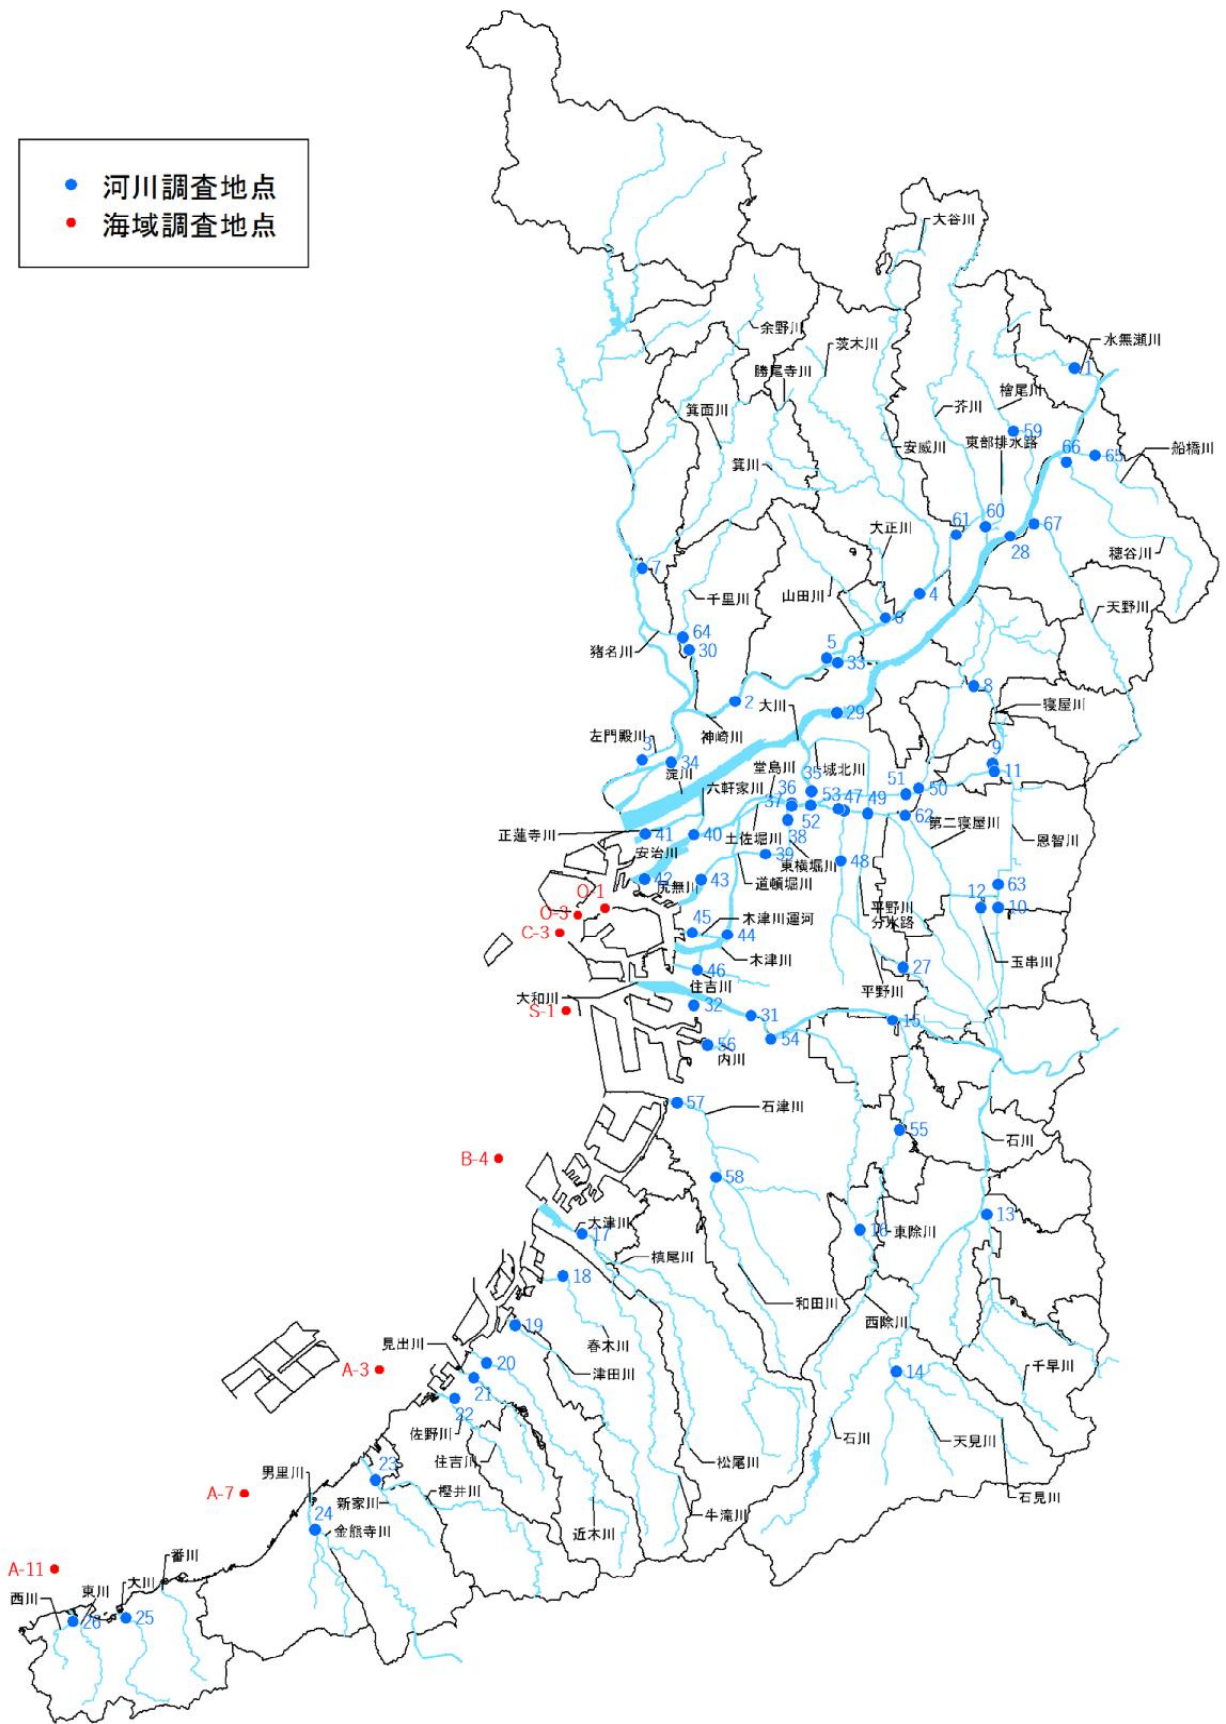 河川調査地点
海域調査地点
大谷川
余野川
茨木川
水無瀬川
勝尾寺川
1
檜尾川
箕面川
芥川
59
東部排水路
安威川
66
65
船橋川
箕川
60
61
67
大正川
28
穂谷川
7
千里川
山田川
4
天野川
6
64
30
猪名川
5
33
8
2
大川
寝屋川
29
神崎川
左門殿川
3
34
淀川
堂島川
城北川
9
11
六軒家川
35
51
50
36
37
53
47
49
62
第二寝屋川
52
正蓮寺川
41
40
土佐堀川
38
恩智川
安治川
39
東横堀川
48
42
尻無川
43
道頓堀川
63
O-1
O-3
12
10
平野川
分水路
C-3
45
木津川運河
44
木津川
玉串川
46
27
住吉川
平野川
大和川
32
S-1
31
15
54
56
内川
57
石津川
55
石川
B-4
58
大津川
17
13
16
東除川
槙尾川
18
和田川
西除川
19
見出川
春木川
A-3
20
津田川
千早川
14
21
22
佐野川
石川
天見川
住吉川
松尾川
男里川
23
A-7
新家川
樫井川
石見川
24
金熊寺川
近木川
牛滝川
番川
A-11
大川
東川
西川
26
25